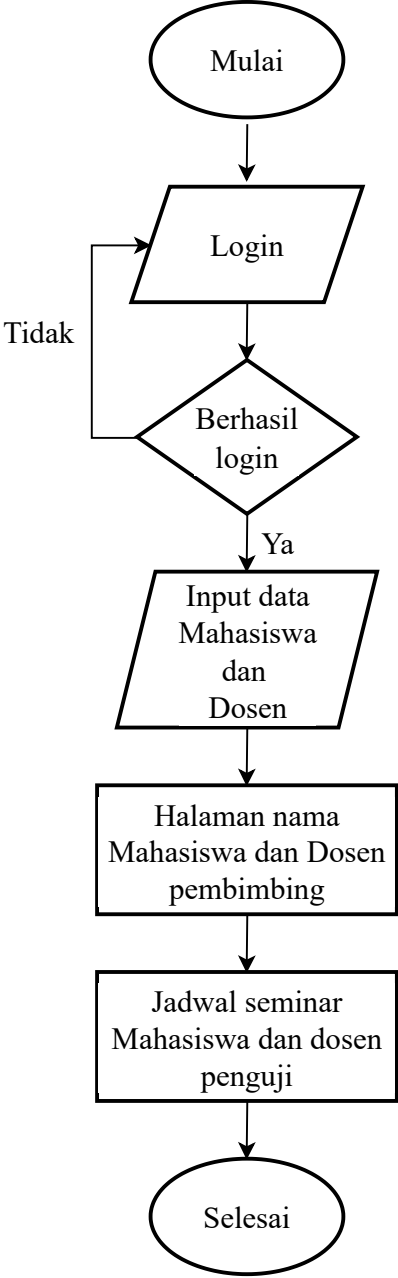 Mulai
Login
Tidak
Berhasil
login
Ya
Input data
Mahasiswa
dan
Dosen
Halaman nama
Mahasiswa dan Dosen
pembimbing
Jadwal seminar
Mahasiswa dan dosen
penguji
Selesai